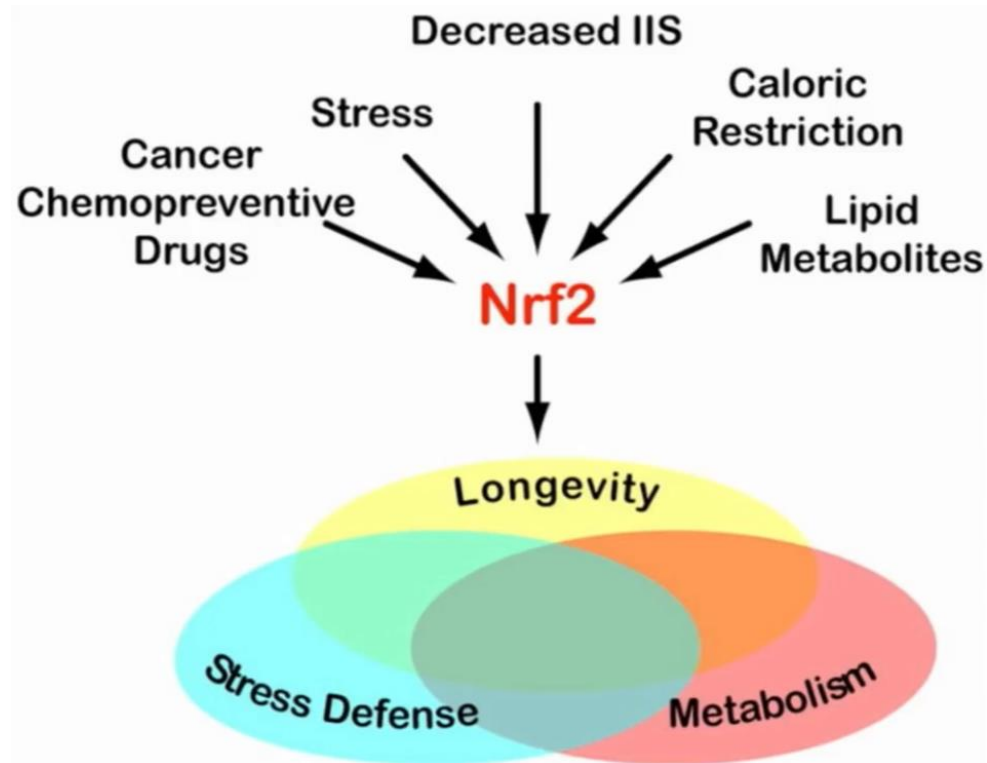 Decreased IIS
Stress
Caloric
Restriction
Cancer
Chemopreventive
Drugs
Lipid
Metabolites
Nrf2
Longevity
Stress Defense
Metabolism